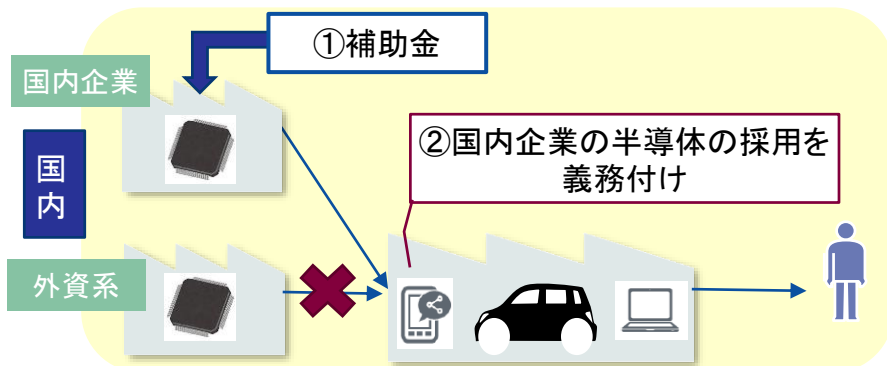 ①補助金
国内企業
②国内企業の半導体の採用を
義務付け
国内
外資系